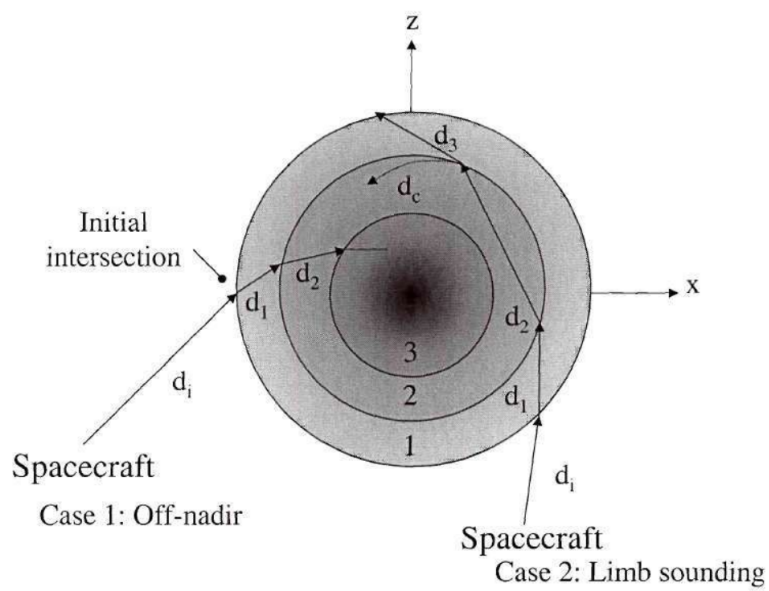 z
d3
dc
Initial
intersection
x
d1
d2
d2
3
di
2
d1
1
Spacecraft
di
Case 1: Off-nadir
Spacecraft
Case 2: Limb sounding